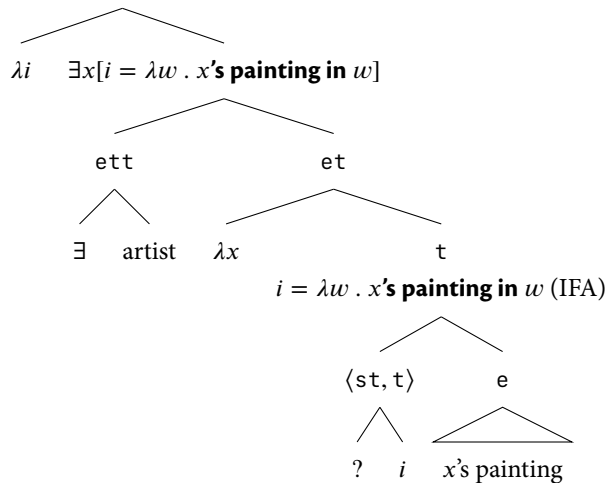 λi ∃x[i = λw . x's painting in w]
ett et
∃ artist λx t
i = λw . x's painting in w (IFA)
⟨st, t⟩ e
? i x's painting